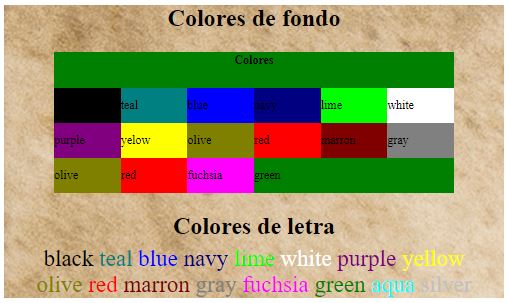 Colores de fondo
Colores
teal blue navy lime white
purple yelow olive red marron gray
olive red fuchsia green
Colores de letra
black teal blue navy lime white purple yellow
olive red marron gray fuchsia green aqua silver